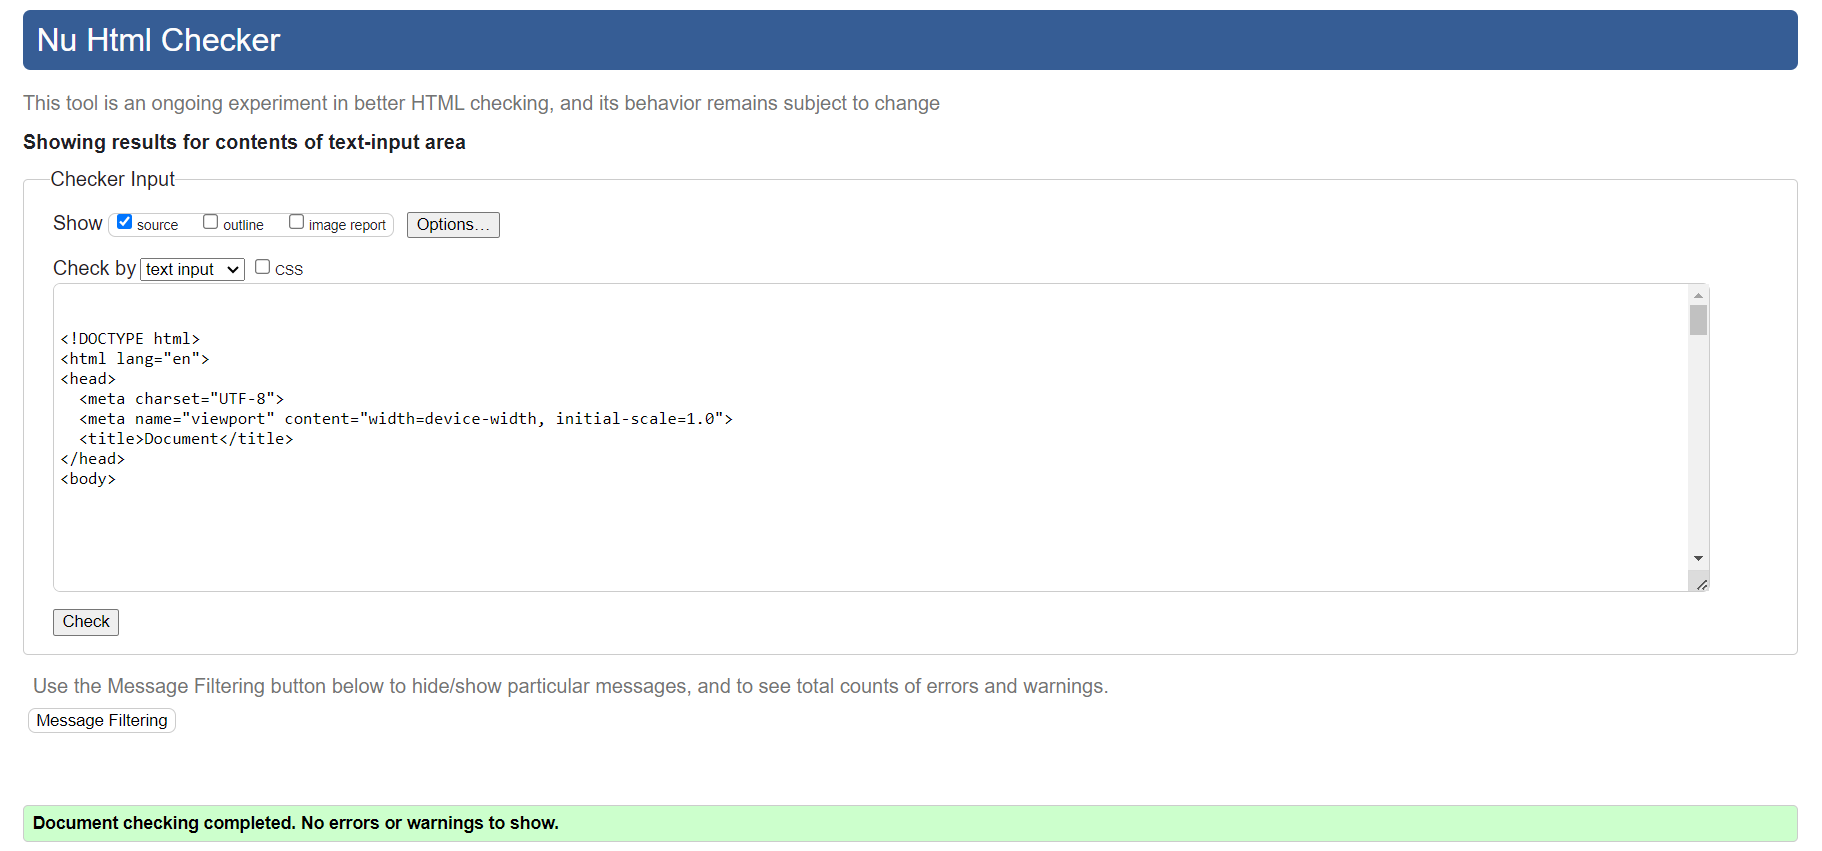 Nu Html Checker
This tool is an ongoing experiment in better HTML checking, and its behavior remains subject to change
Showing results for contents of text-input area
Checker Input
Show source outline image report Options...
Check by text input CSS
<!DOCTYPE html>
<html lang="en">
<head>
  <meta charset="UTF-8">
  <meta name="viewport" content="width=device-width, initial-scale=1.0">
  <title>Document</title>
</head>
<body>
Check
Use the Message Filtering button below to hide/show particular messages, and to see total counts of errors and warnings.
Message Filtering
Document checking completed. No errors or warnings to show.